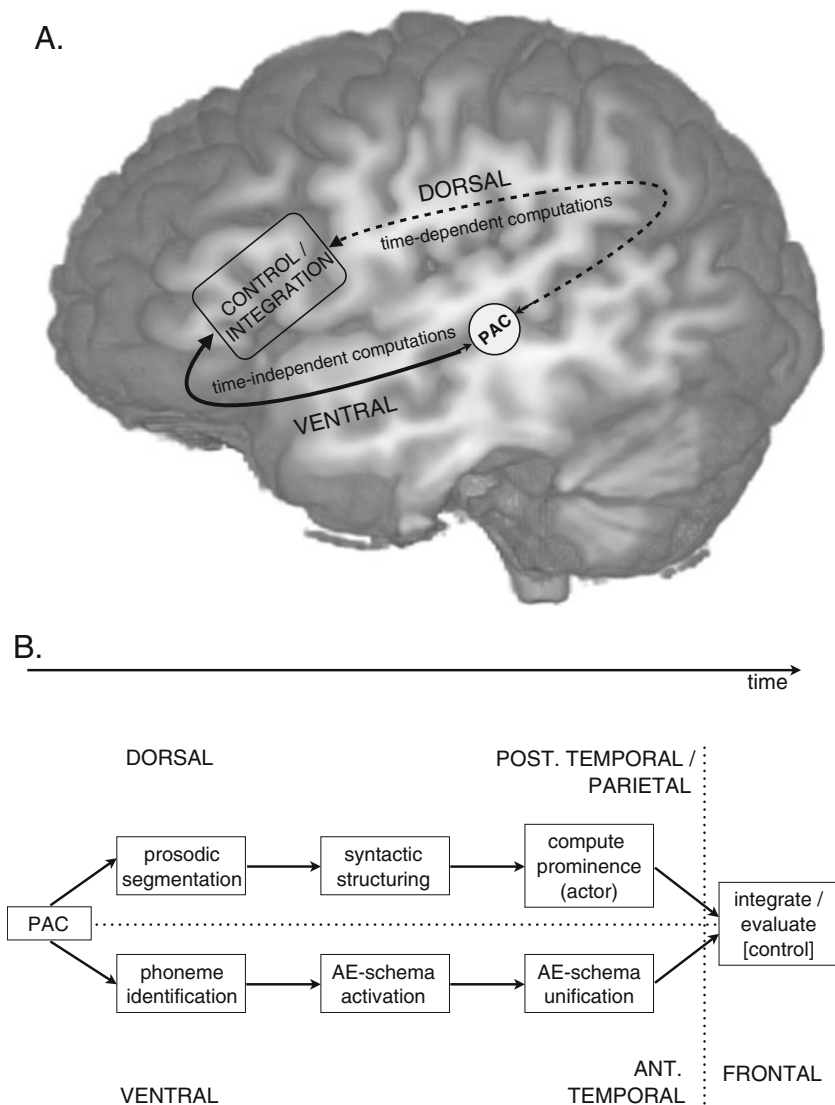 A.
DORSAL
time-dependent computations
CONTROL /
INTEGRATION
PAC
time-independent computations
VENTRAL
B.
time
DORSAL
POST. TEMPORAL /
PARIETAL
prosodic
segmentation
syntactic
structuring
compute
prominence
(actor)
PAC
integrate /
evaluate
[control]
phoneme
identification
AE-schema
activation
AE-schema
unification
VENTRAL
ANT.
TEMPORAL
FRONTAL